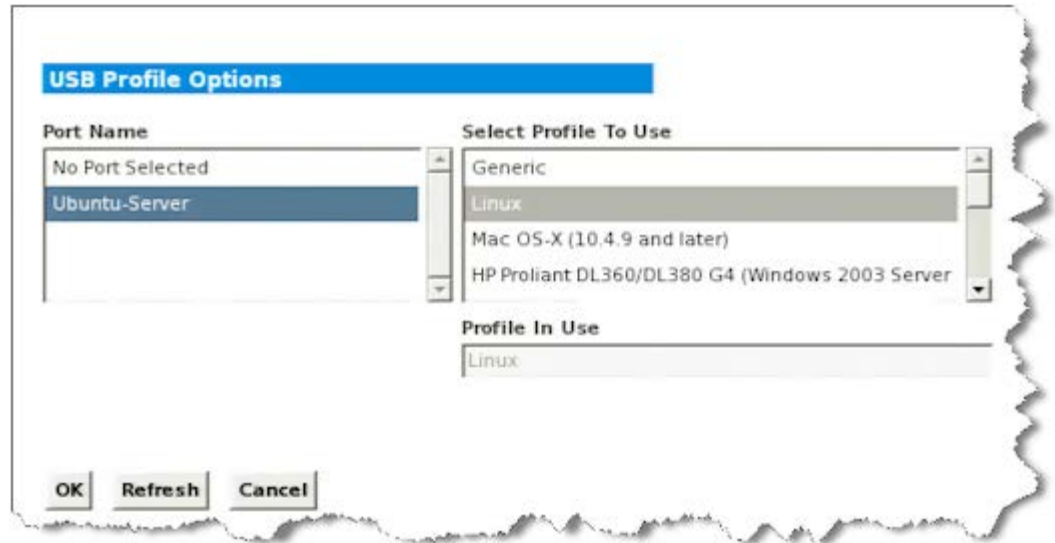 USB Profile Options
Port Name
No Port Selected
Ubuntu-Server
Select Profile To Use
Generic
Linux
Mac OS-X (10.4.9 and later)
HP Proliant DL360/DL380 G4 (Windows 2003 Server
Profile In Use
Linux
OK Refresh Cancel